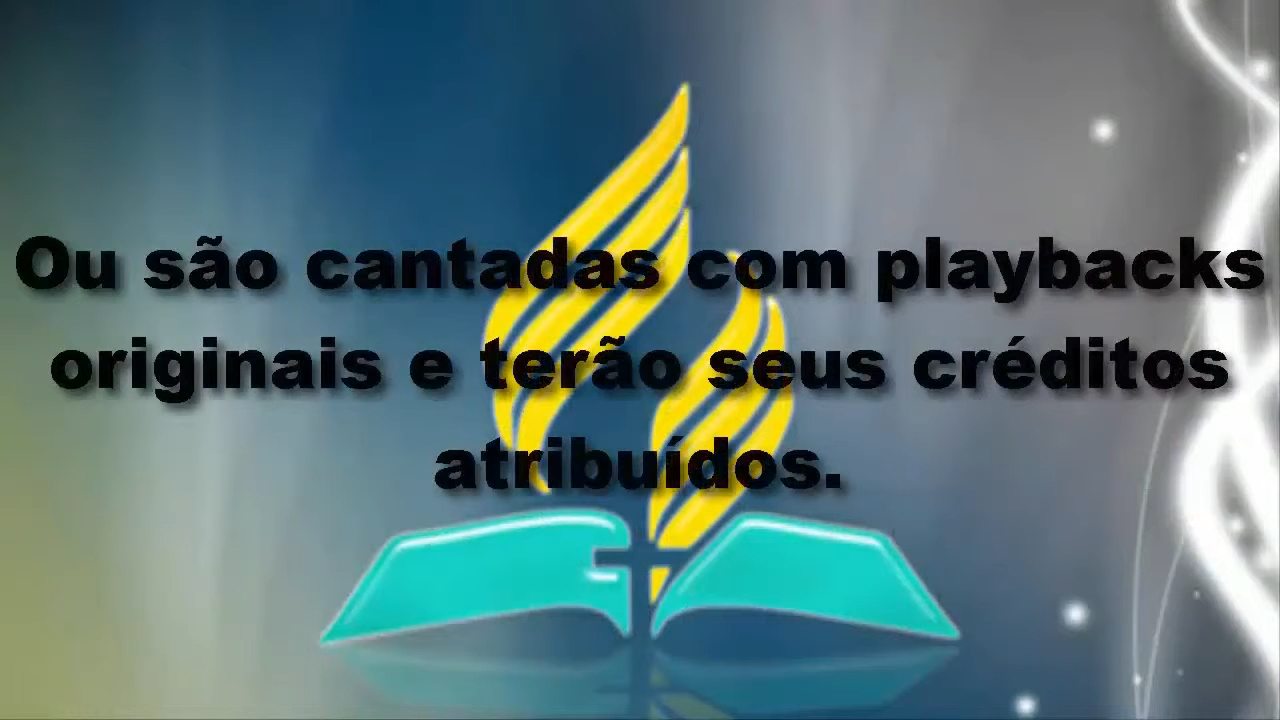 Ou são cantadas com playbacks
originais e terão seus créditos
atribuídos.